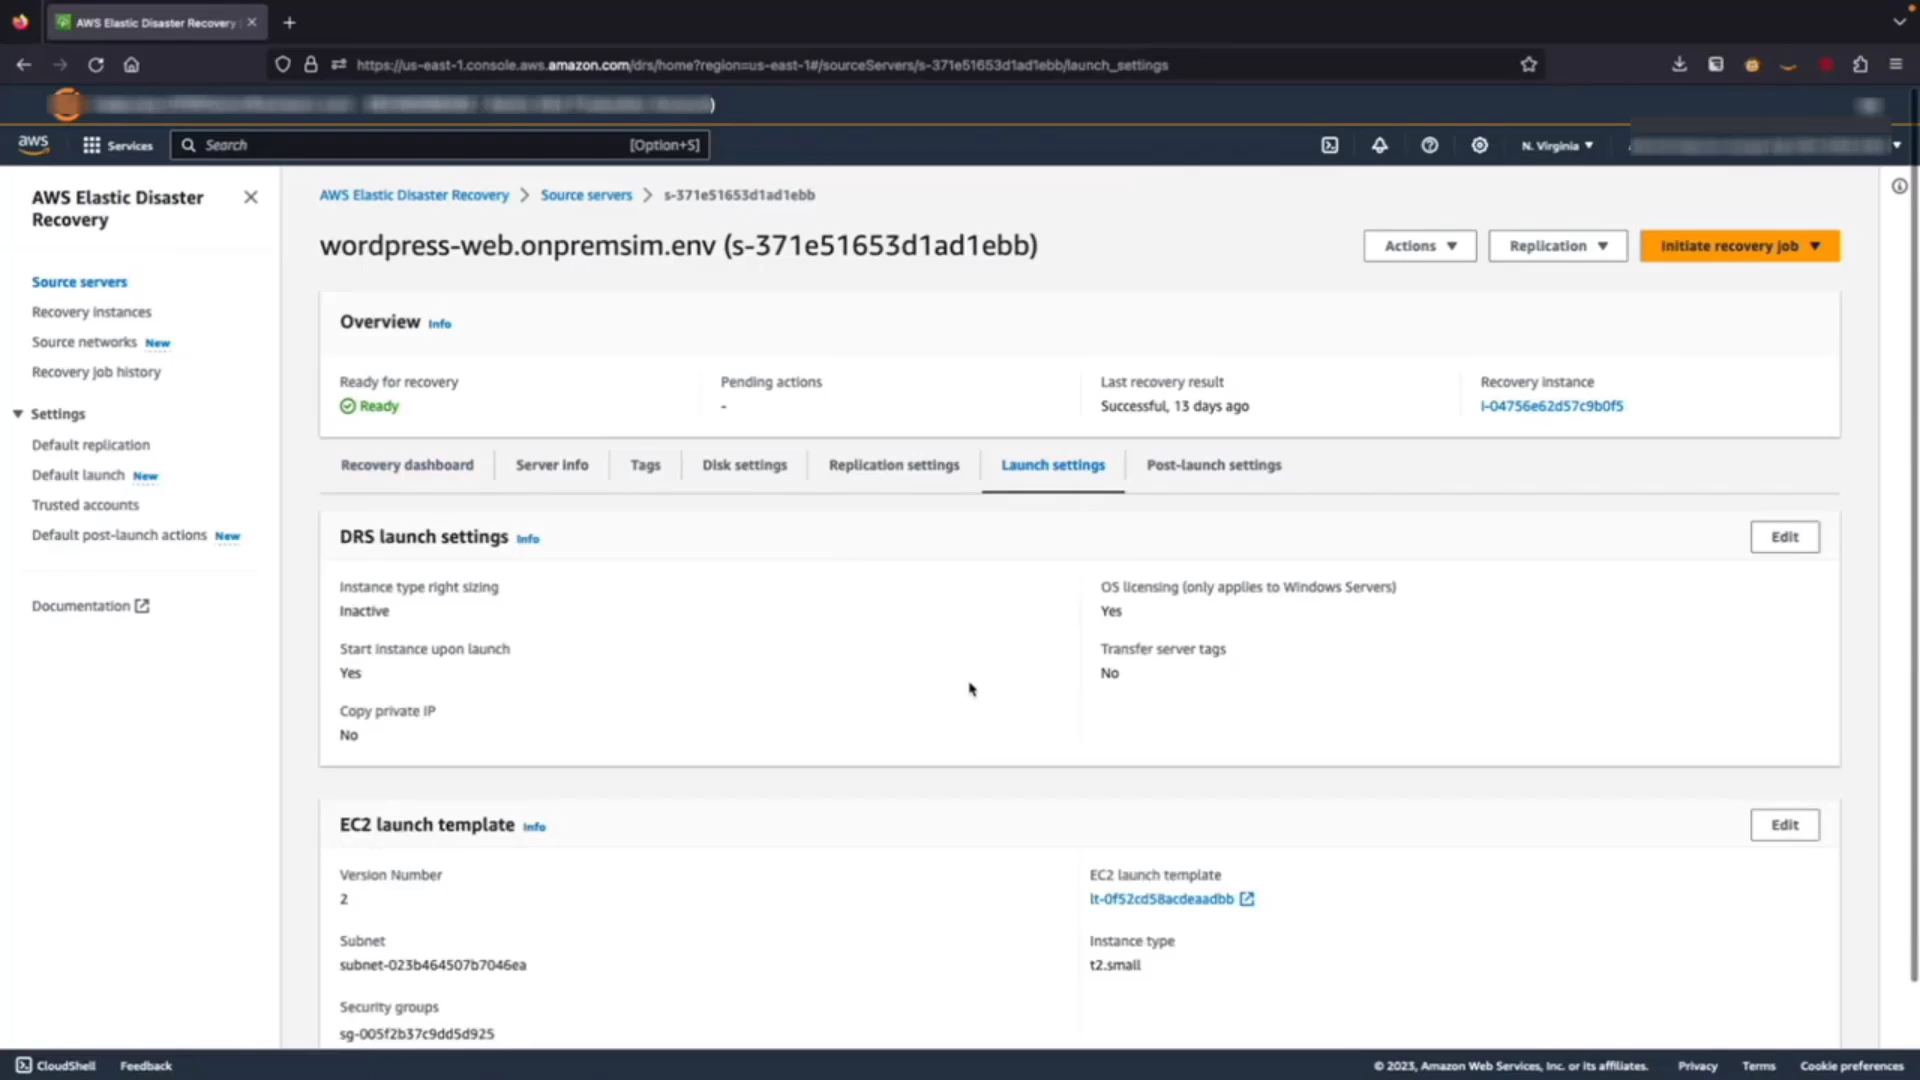 AWS Elastic Disaster Recovery
https://us-east-1.console.aws.amazon.com/drs/home?region=us-east-1#/sourceServers/s-371e51653d1ad1ebb/launch_settings
)
aws
Services
Search
[Option+S]
N. Virginia
AWS Elastic Disaster
Recovery
Source servers
Recovery instances
Source networks New
Recovery job history
Settings
Default replication
Default launch New
Trusted accounts
Default post-launch actions New
Documentation
AWS Elastic Disaster Recovery > Source servers > s-371e51653d1ad1ebb
wordpress-web.onpremsim.env (s-371e51653d1ad1ebb)
Actions
Replication
Initiate recovery job
Overview Info
Ready for recovery
Ready
Pending actions
-
Last recovery result
Successful, 13 days ago
Recovery instance
i-04756e62d57c9b0f5
Recovery dashboard
Server info
Tags
Disk settings
Replication settings
Launch settings
Post-launch settings
DRS launch settings Info
Edit
Instance type right sizing
Inactive
Start instance upon launch
Yes
Copy private IP
No
OS licensing (only applies to Windows Servers)
Yes
Transfer server tags
No
EC2 launch template Info
Edit
Version Number
2
Subnet
subnet-023b464507b7046ea
Security groups
sg-005f2b37c9dd5d925
EC2 launch template
lt-0f52cd58acdeaadbb
Instance type
t2.small
CloudShell
Feedback
© 2023, Amazon Web Services, Inc. or its affiliates.
Privacy
Terms
Cookie preferences